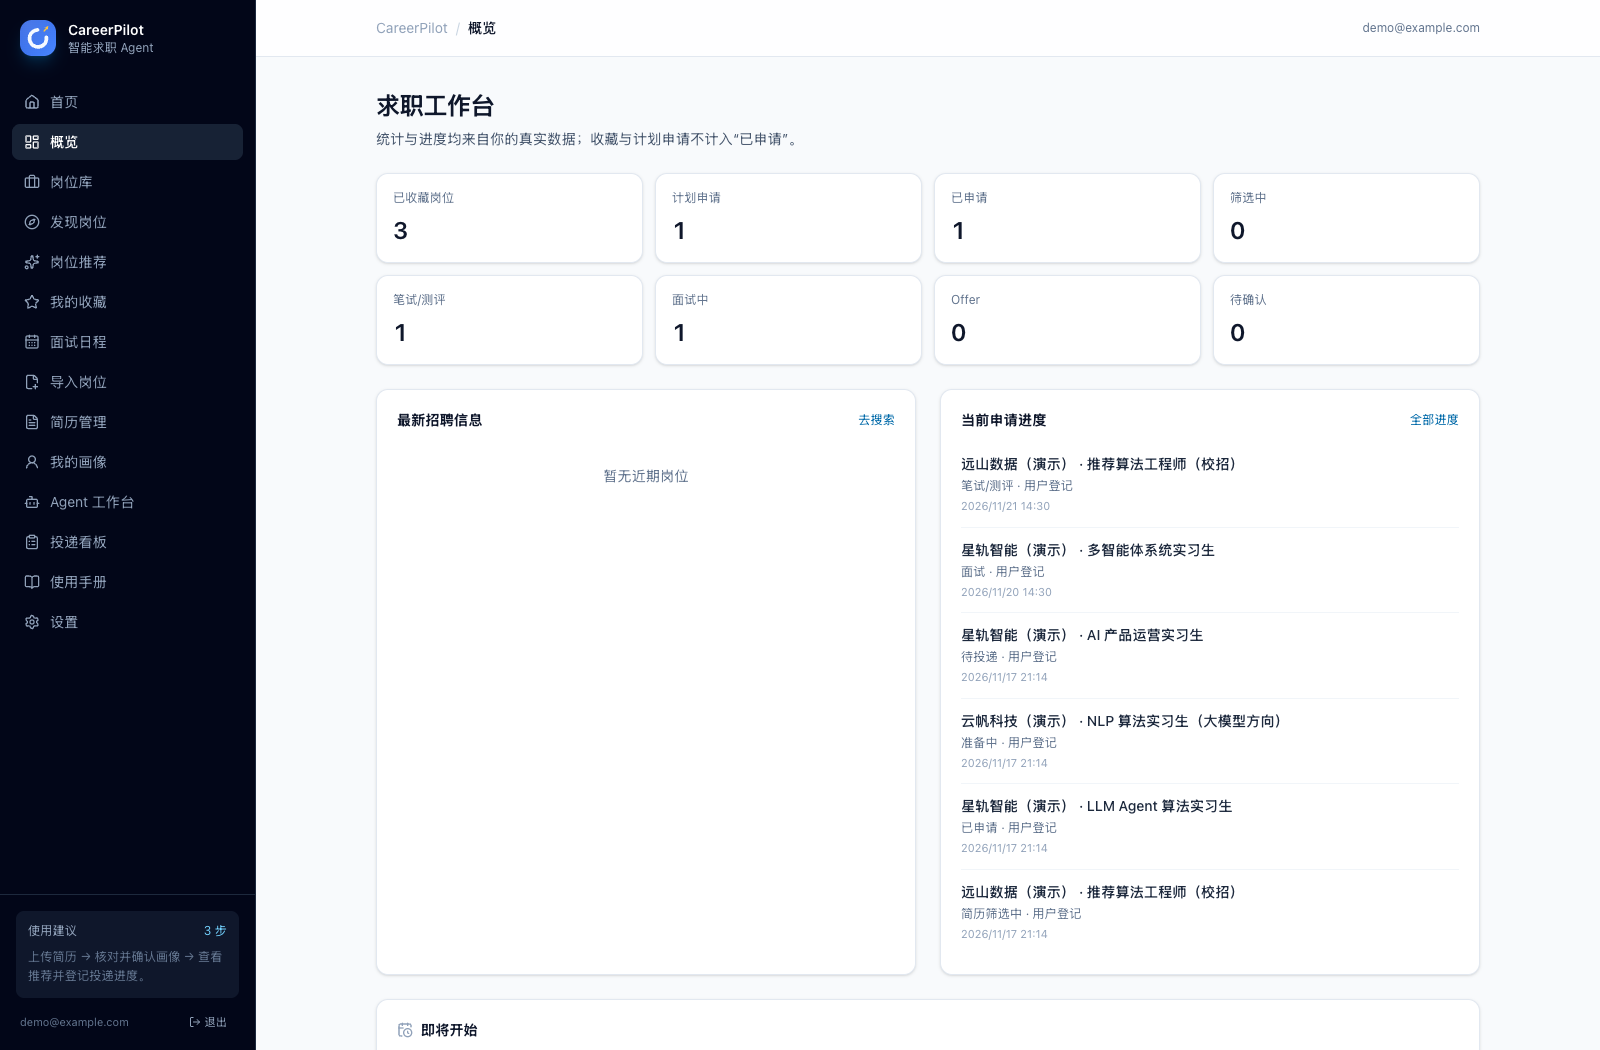 CareerPilot
智能求职 Agent
首页
概览
岗位库
发现岗位
岗位推荐
我的收藏
面试日程
导入岗位
简历管理
我的画像
Agent 工作台
投递看板
使用手册
设置
使用建议 3 步
上传简历 → 核对并确认画像 → 查看
推荐并登记投递进度。
demo@example.com 退出
CareerPilot / 概览
demo@example.com
求职工作台
统计与进度均来自你的真实数据；收藏与计划申请不计入“已申请”。
已收藏岗位
3
计划申请
1
已申请
1
筛选中
0
笔试/测评
1
面试中
1
Offer
0
待确认
0
最新招聘信息 去搜索
暂无近期岗位
当前申请进度 全部进度
远山数据（演示） · 推荐算法工程师（校招）
笔试/测评 · 用户登记
2026/11/21 14:30
星轨智能（演示） · 多智能体系统实习生
面试 · 用户登记
2026/11/20 14:30
星轨智能（演示） · AI 产品运营实习生
待投递 · 用户登记
2026/11/17 21:14
云帆科技（演示） · NLP 算法实习生（大模型方向）
准备中 · 用户登记
2026/11/17 21:14
星轨智能（演示） · LLM Agent 算法实习生
已申请 · 用户登记
2026/11/17 21:14
远山数据（演示） · 推荐算法工程师（校招）
简历筛选中 · 用户登记
2026/11/17 21:14
即将开始